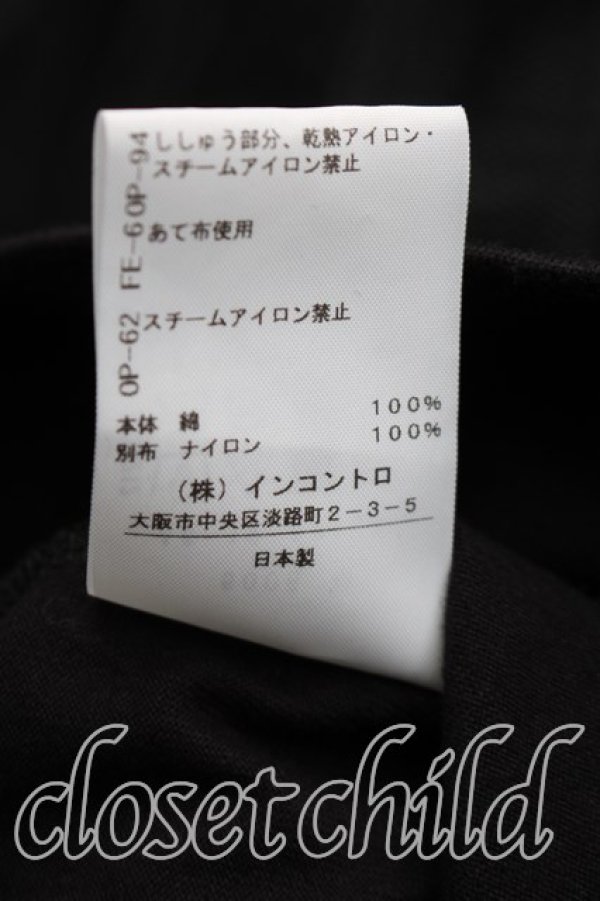 ししゅう部分、乾熱アイロン・
スチームアイロン禁止
あて布使用
スチームアイロン禁止
OP-62 FE-6 OP-94
本体 綿 100%
別布 ナイロン 100%
(株)インコントロ
大阪市中央区淡路町2-3-5
日本製
closet child